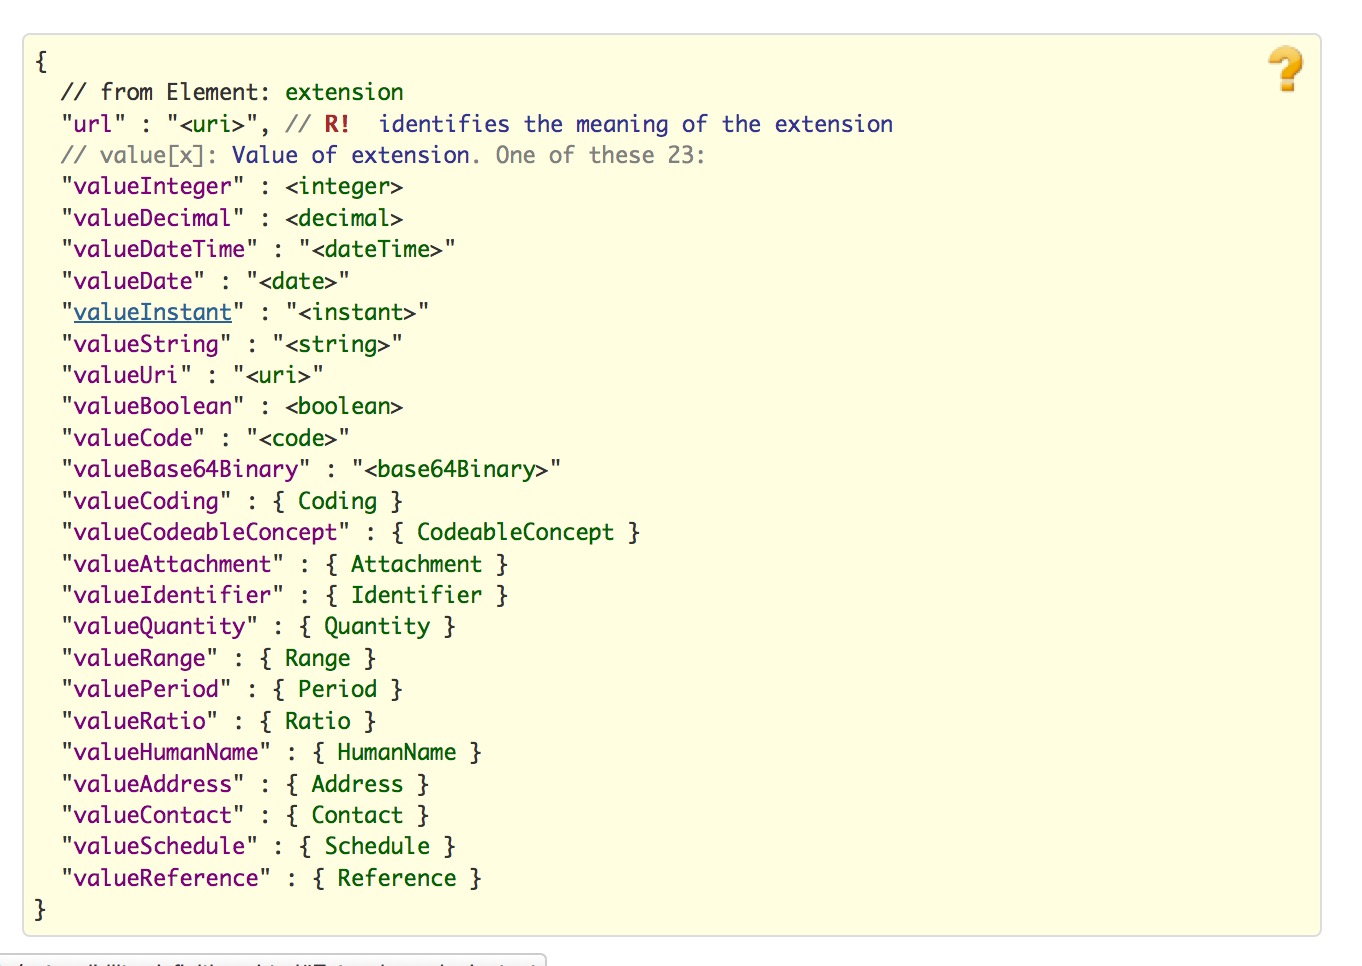 {
// from Element: extension
"url" : "<uri>", // R!  identifies the meaning of the extension
// value[x]: Value of extension. One of these 23:
"valueInteger" : <integer>
"valueDecimal" : <decimal>
"valueDateTime" : "<dateTime>"
"valueDate" : "<date>"
"valueInstant" : "<instant>"
"valueString" : "<string>"
"valueUri" : "<uri>"
"valueBoolean" : <boolean>
"valueCode" : "<code>"
"valueBase64Binary" : "<base64Binary>"
"valueCoding" : { Coding }
"valueCodeableConcept" : { CodeableConcept }
"valueAttachment" : { Attachment }
"valueIdentifier" : { Identifier }
"valueQuantity" : { Quantity }
"valueRange" : { Range }
"valuePeriod" : { Period }
"valueRatio" : { Ratio }
"valueHumanName" : { HumanName }
"valueAddress" : { Address }
"valueContact" : { Contact }
"valueSchedule" : { Schedule }
"valueReference" : { Reference }
}